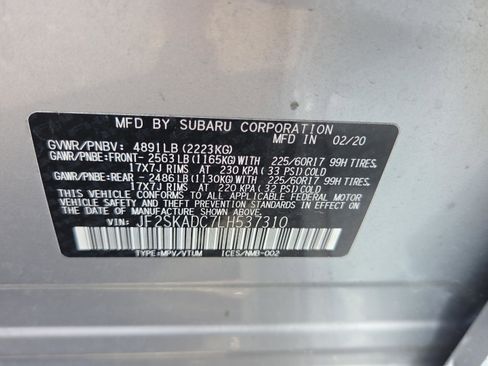 MFD BY SUBARU CORPORATION
MFD IN 02/20
GVWR/PNBV: 4891LB (2223KG)
GAWR/PNBE:FRONT- 2563LB (1165KG) WITH 225/60R17 99H TIRES,
17X7J RIMS AT 230 KPA ( 33 PSI) COLD
GAWR/PNBE:REAR - 2486LB (1130KG) WITH 225/60R17 99H TIRES,
17X7J RIMS AT 220 KPA ( 32 PSI) COLD
THIS VEHICLE CONFORMS TO ALL APPLICABLE FEDERAL MOTOR
VEHICLE SAFETY AND THEFT PREVENTION STANDARDS IN EFFECT
ON THE DATE OF MANUFACTURE SHOWN ABOVE.
VIN: JF2SKADC7LH537310
TYPE:MPV/VTUM ICES/NMB-002